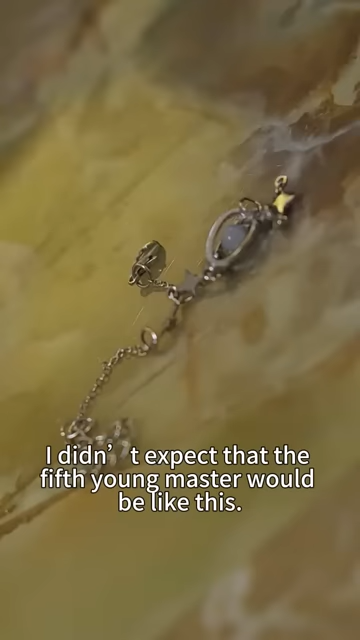 I didn't expect that the
fifth young master would
be like this.